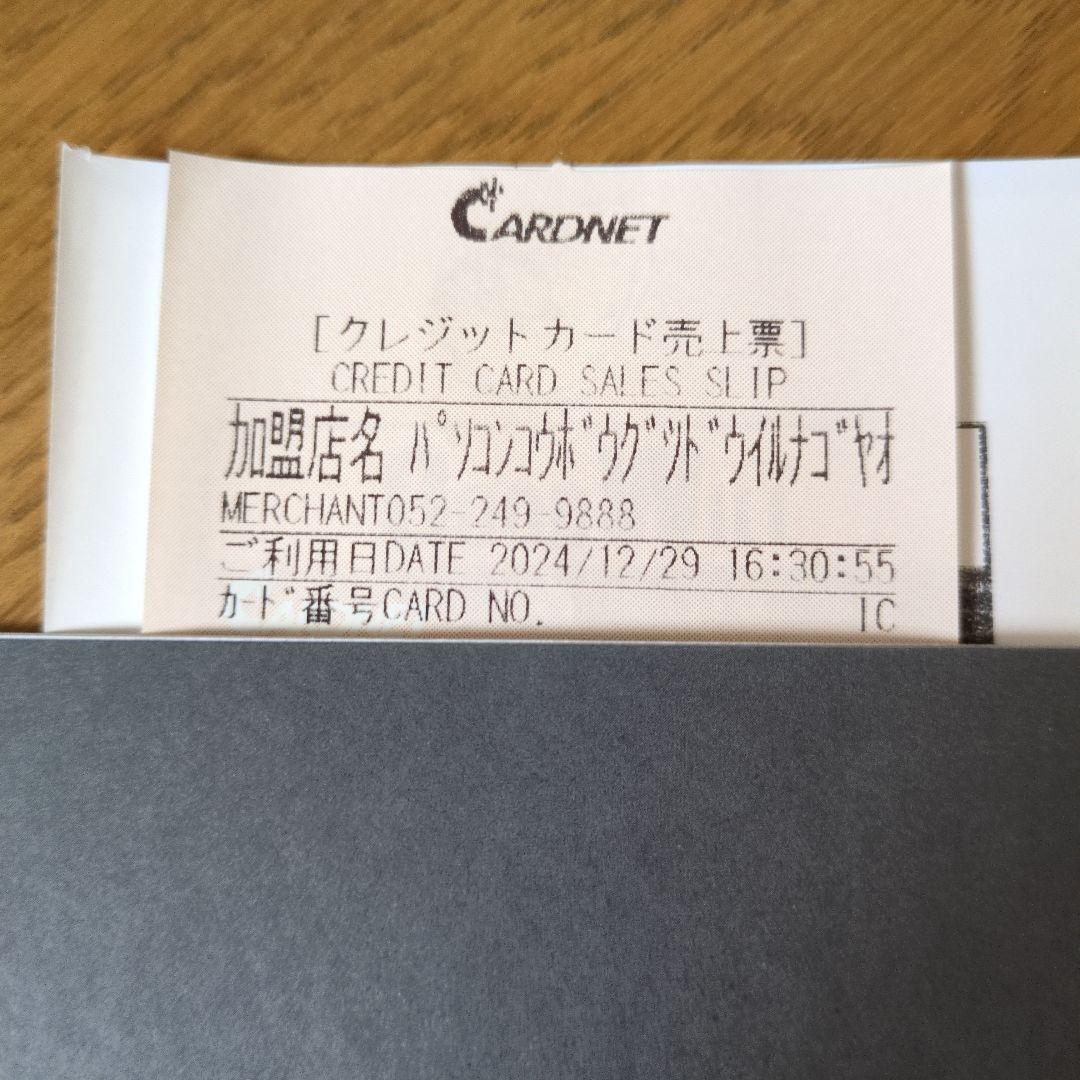 CARDNET
[クレジットカード売上票]
CREDIT CARD SALES SLIP
加盟店名 ﾊﾟｿｺﾝｺｳﾎﾞｳｸﾞﾂﾄﾞｳｲﾙﾅｺﾞﾔｵ
MERCHANT052-249-9888
ご利用日DATE 2024/12/29 16:30:55
ｶｰﾄﾞ番号CARD NO. IC